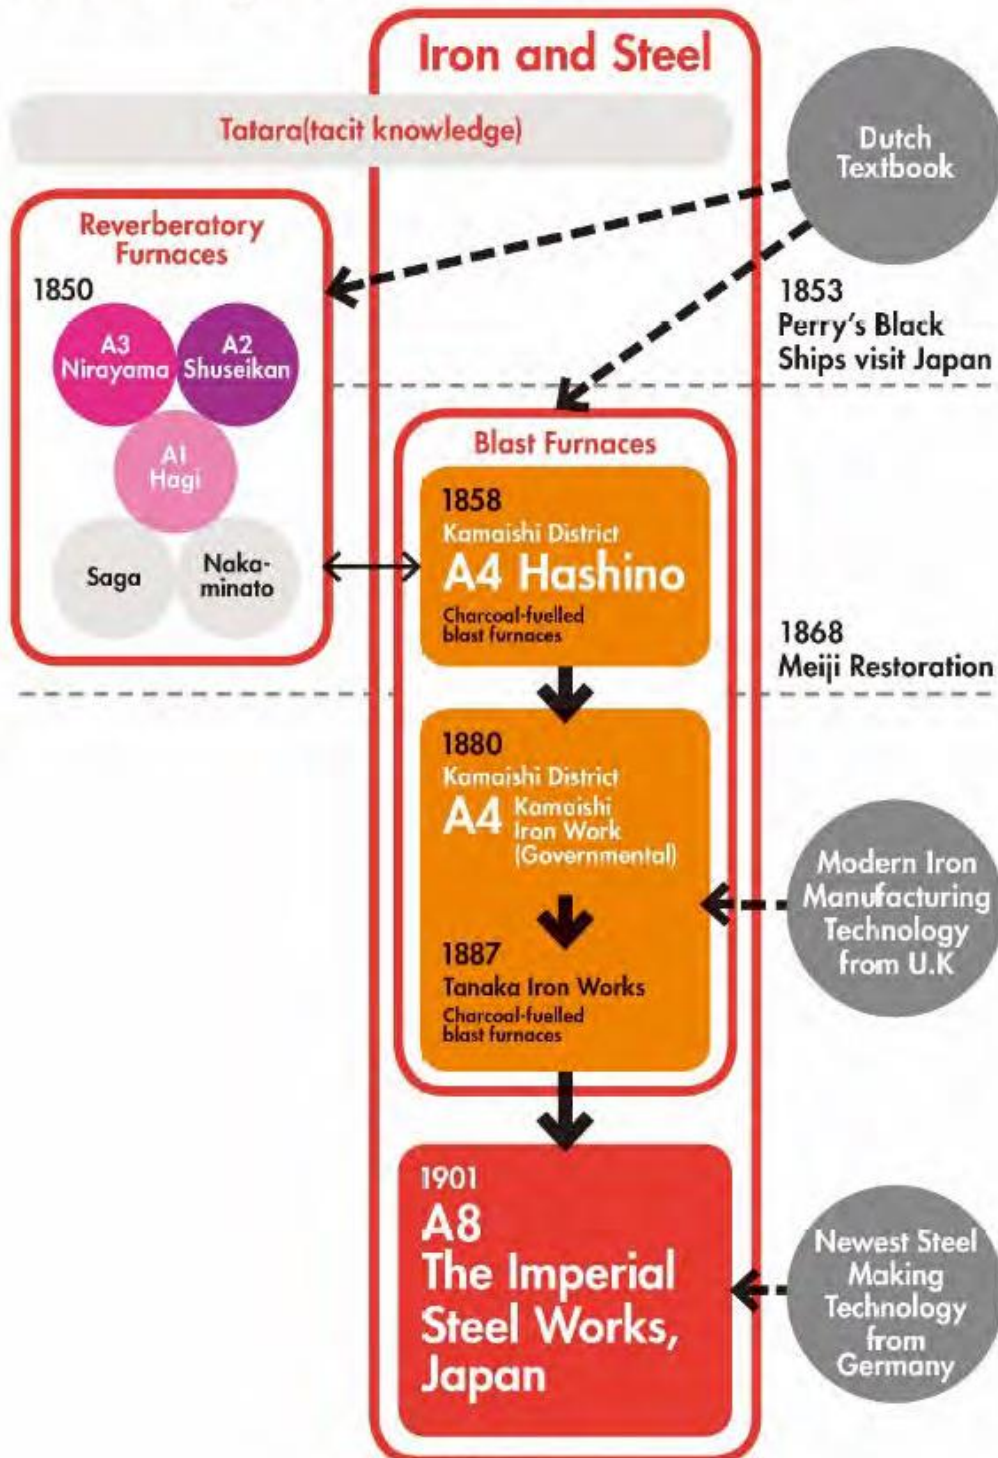 Iron and Steel
Tatara(tacit knowledge)
Dutch
Textbook
Reverberatory
Furnaces
1850
A3
Nirayama
A2
Shuseikan
A1
Hagi
Saga
Naka-
minato
1853
Perry's Black
Ships visit Japan
Blast Furnaces
1858
Kamaishi District
A4 Hashino
Charcoal-fuelled
blast furnaces
1868
Meiji Restoration
1880
Kamaishi District
A4 Kamaishi
Iron Work
(Governmental)
Modern Iron
Manufacturing
Technology
from U.K
1887
Tanaka Iron Works
Charcoal-fuelled
blast furnaces
1901
A8
The Imperial
Steel Works,
Japan
Newest Steel
Making
Technology
from
Germany